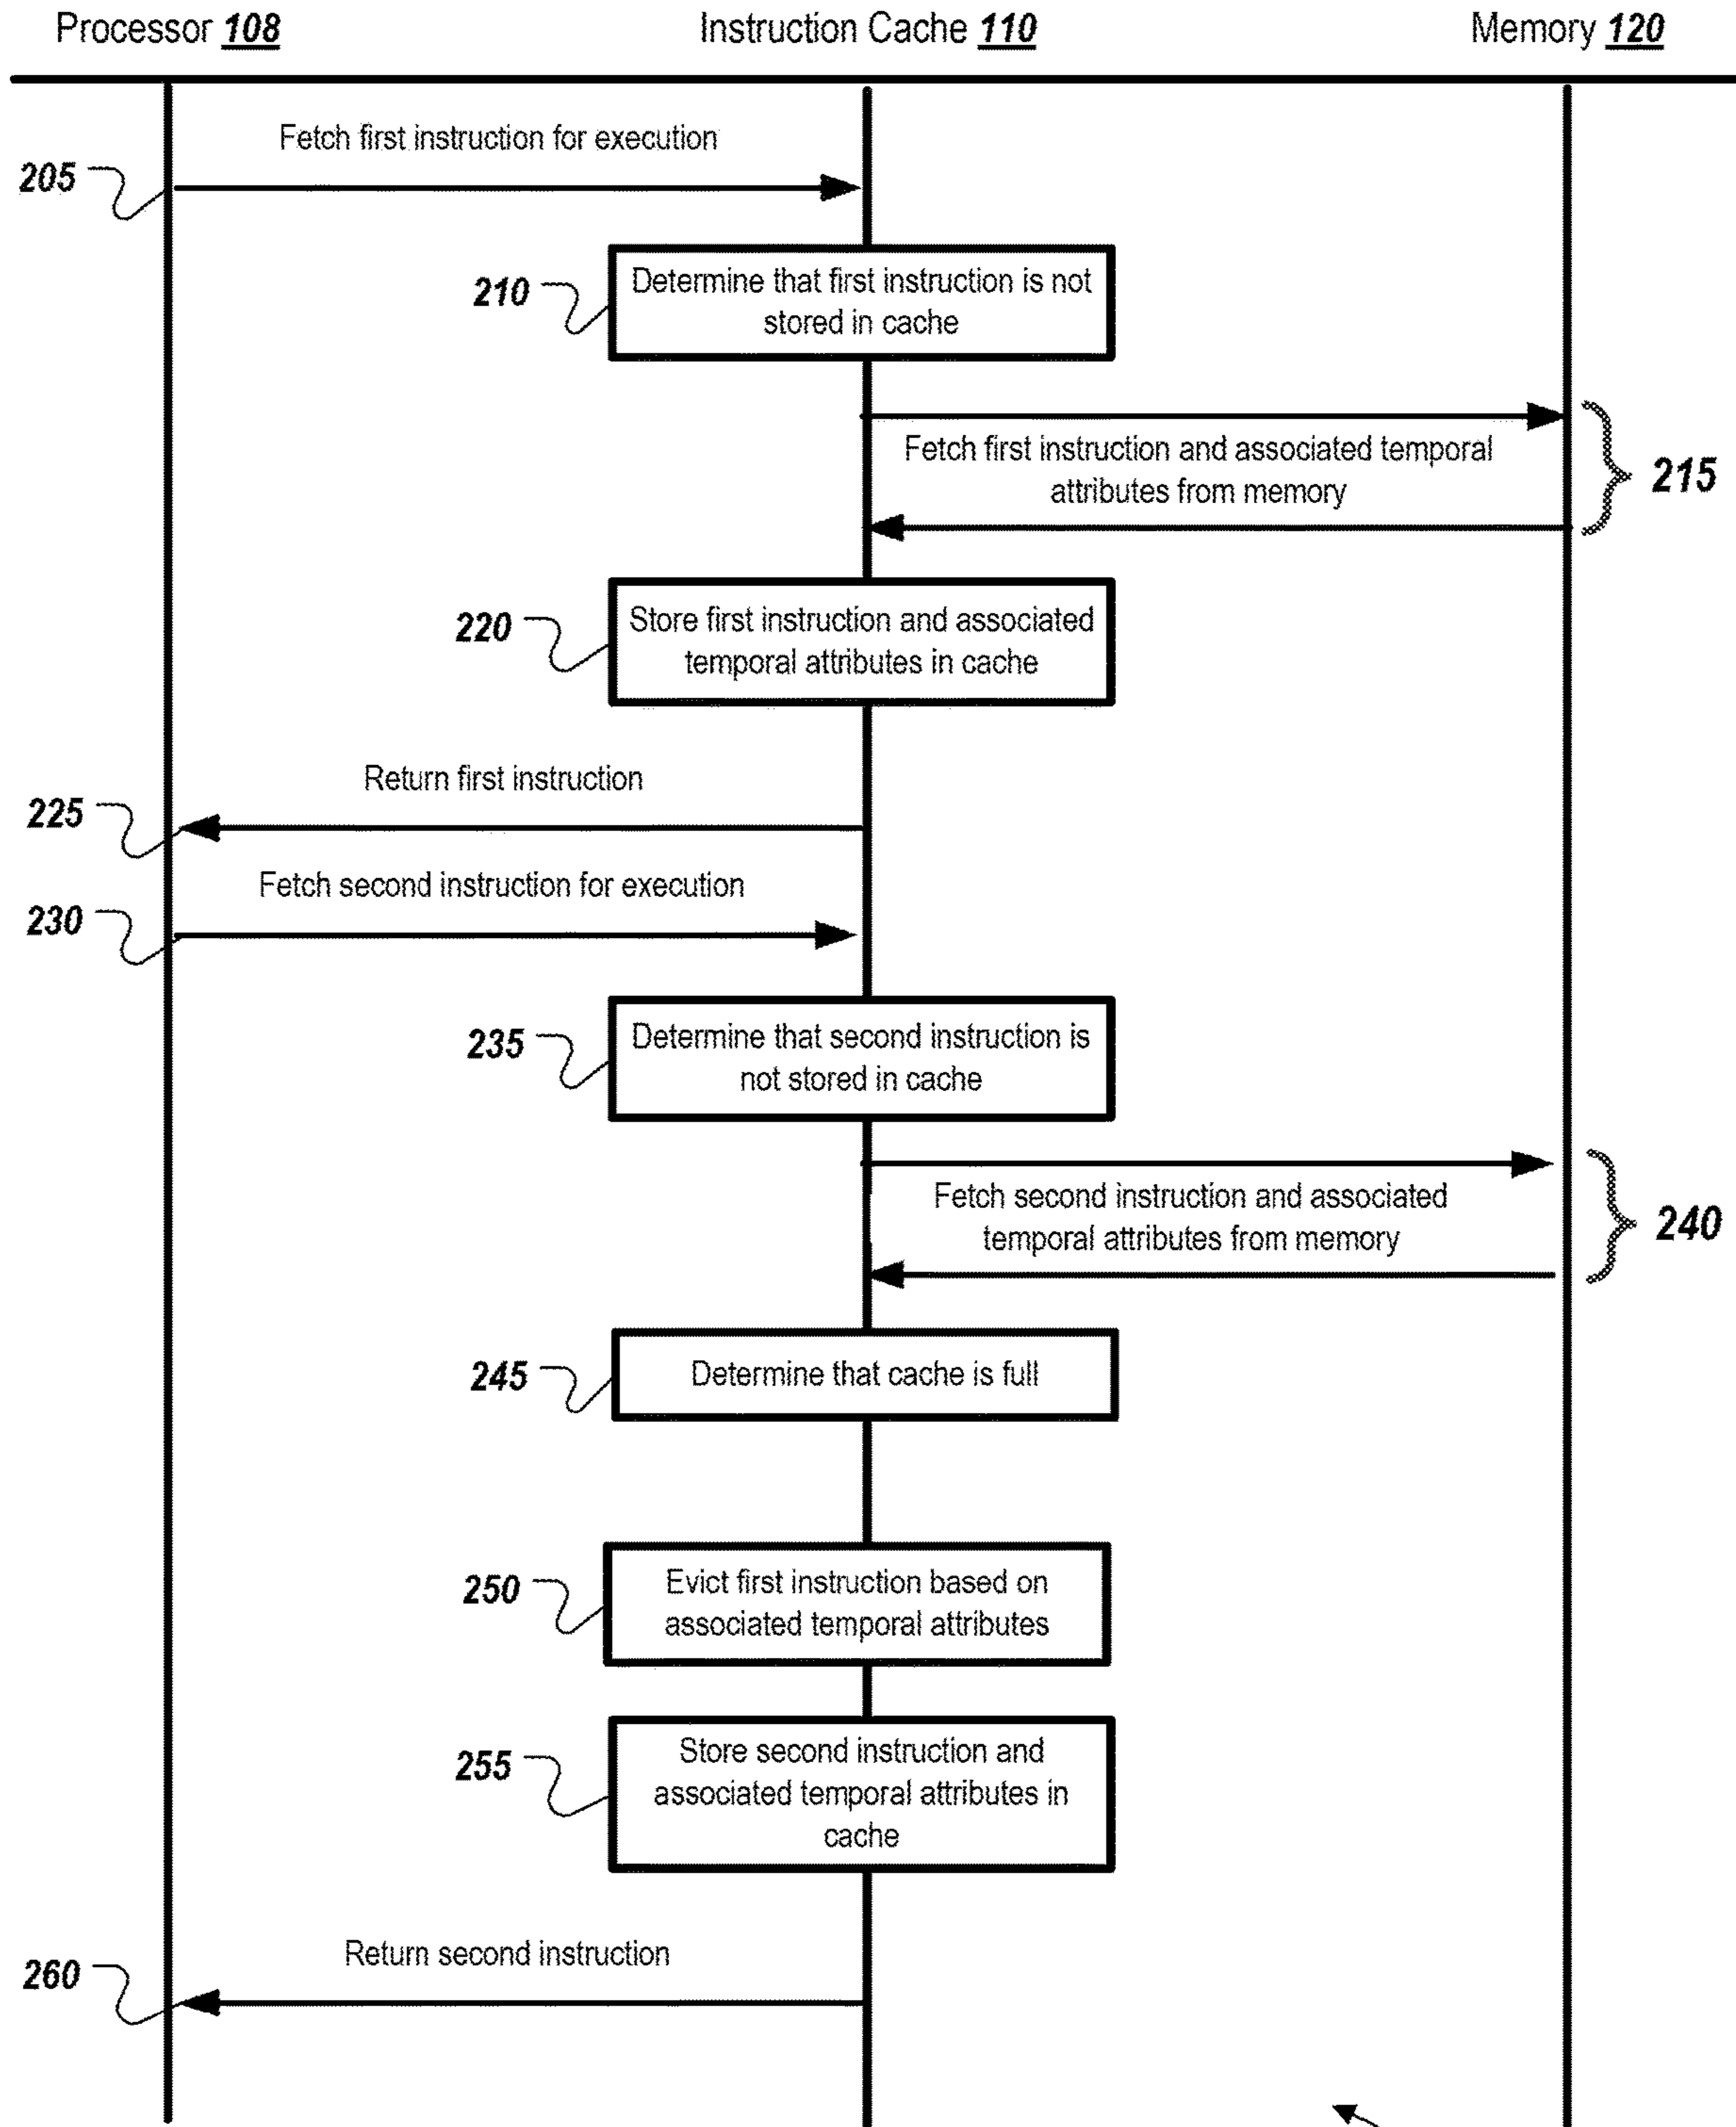 Processor 108 Instruction Cache 110 Memory 120
Fetch first instruction for execution
205
210
Determine that first instruction is not
stored in cache
Fetch first instruction and associated temporal
attributes from memory
215
220
Store first instruction and associated
temporal attributes in cache
Return first instruction
225
Fetch second instruction for execution
230
235
Determine that second instruction is
not stored in cache
Fetch second instruction and associated
temporal attributes from memory
240
245
Determine that cache is full
250
Evict first instruction based on
associated temporal attributes
255
Store second instruction and
associated temporal attributes in
cache
Return second instruction
260